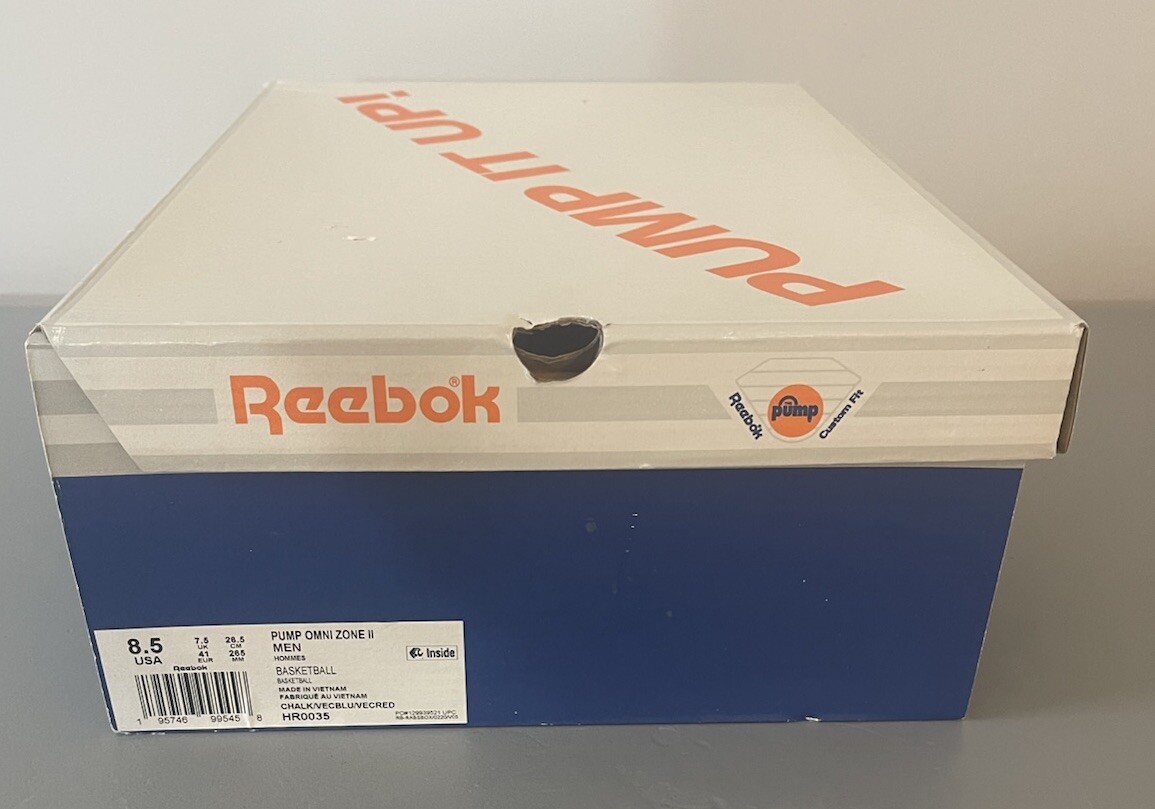 PUMP IT UP!
Reebok®
Reebok
THE
pump
Custom Fit
8.5
USA
7.5
UK
41
EUR
26.5
CM
265
MM
Reebok
1 95746 99545 8
PUMP OMNI ZONE II
MEN
HOMMES
BASKETBALL
BASKETBALL
MADE IN VIETNAM
FABRIQUÉ AU VIETNAM
CHALK/VECBLU/VECRED
HR0035
Inside